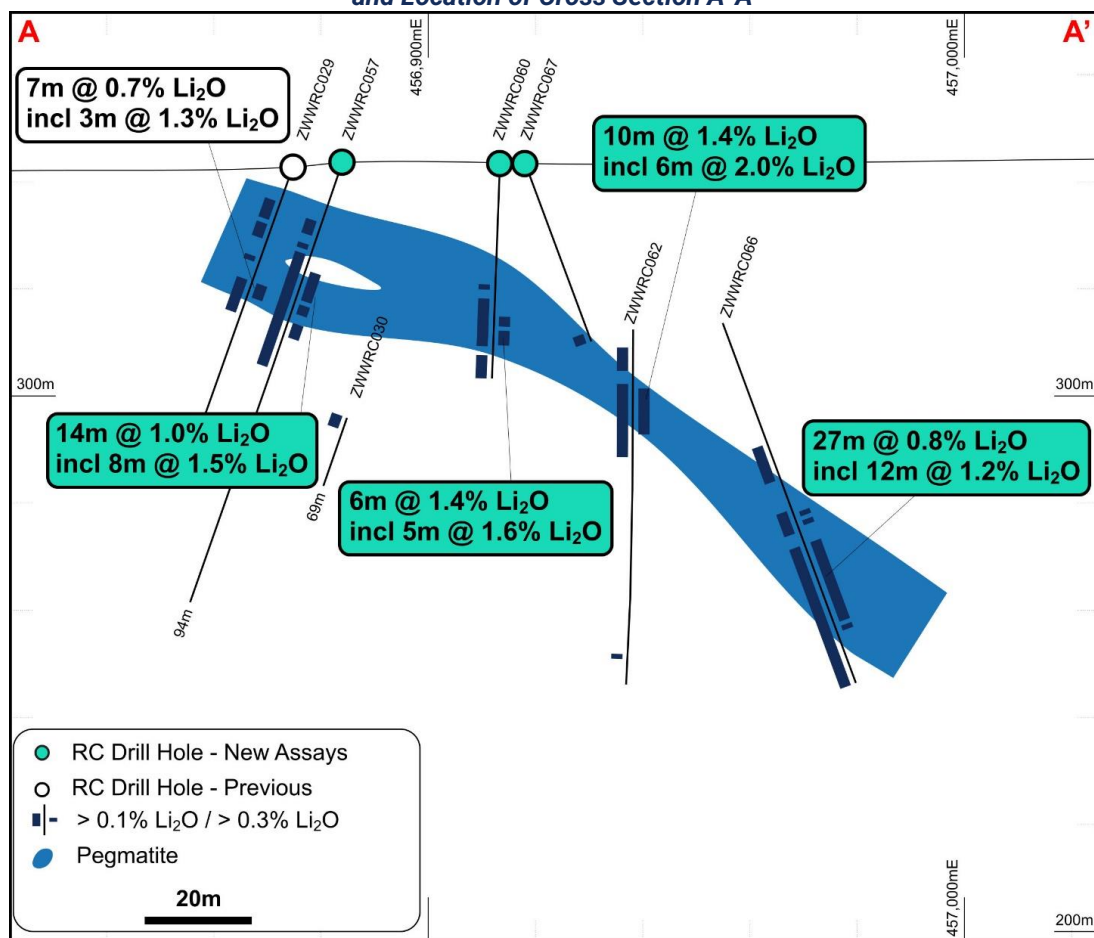 and Location of Cross Section A-A'
A
A'
456,900mE
457,000mE
ZWWRC029
ZWWRC057
ZWWRC060
ZWWRC067
7m @ 0.7% Li₂O
incl 3m @ 1.3% Li₂O
10m @ 1.4% Li₂O
incl 6m @ 2.0% Li₂O
ZWWRC062
ZWWRC066
ZWWRC030
300m
300m
14m @ 1.0% Li₂O
incl 8m @ 1.5% Li₂O
27m @ 0.8% Li₂O
incl 12m @ 1.2% Li₂O
69m
6m @ 1.4% Li₂O
incl 5m @ 1.6% Li₂O
94m
RC Drill Hole - New Assays
RC Drill Hole - Previous
> 0.1% Li₂O / > 0.3% Li₂O
Pegmatite
20m
456,900mE
457,000mE
200m